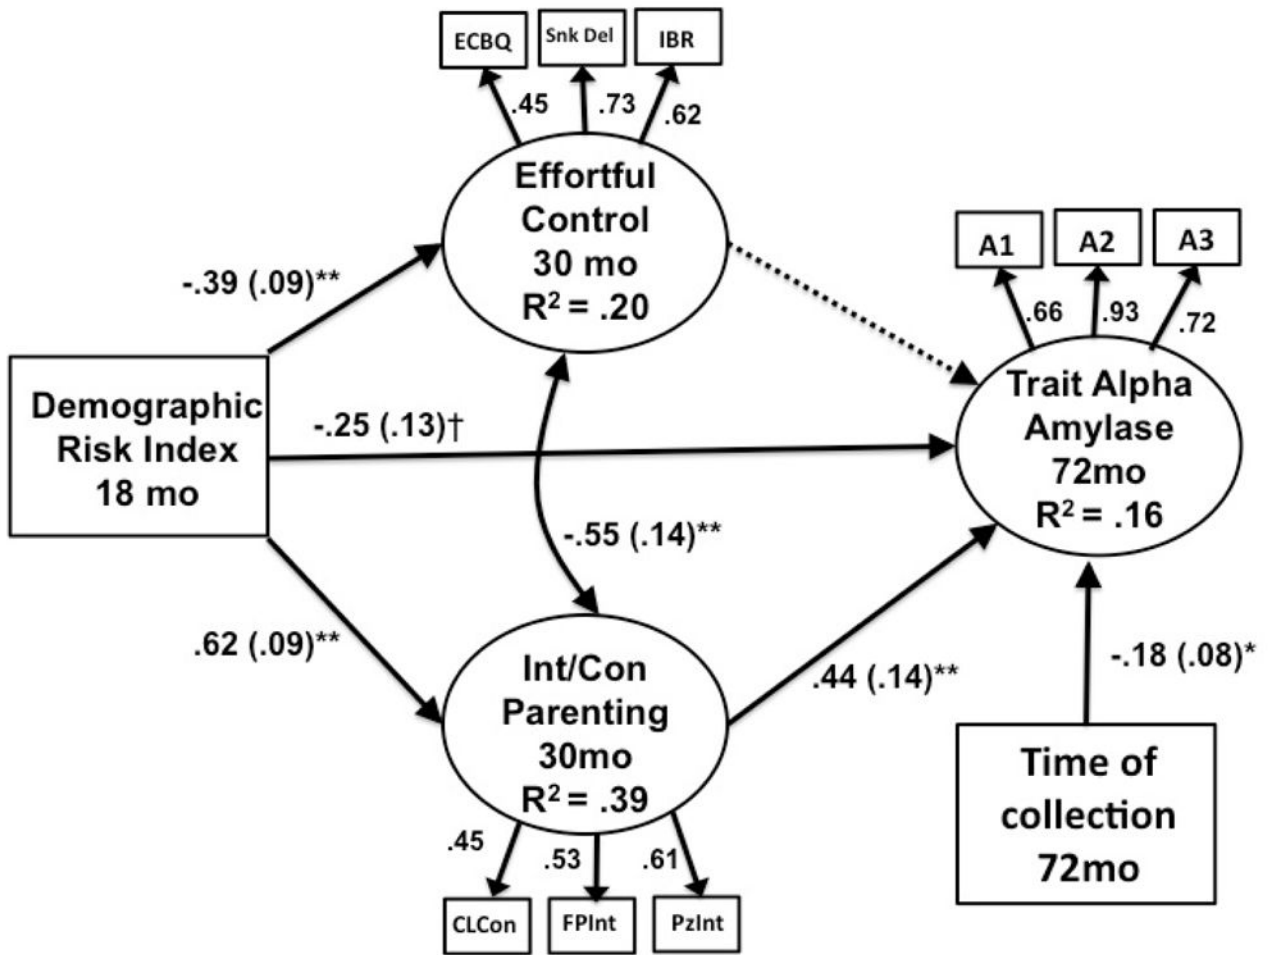 ECBQ
Snk Del
IBR
.45
.73
.62
Effortful
Control
30 mo
R² = .20
A1
A2
A3
.66
.93
.72
-.39 (.09)**
Demographic
Risk Index
18 mo
-.25 (.13)†
Trait Alpha
Amylase
72mo
R² = .16
-.55 (.14)**
.62 (.09)**
Int/Con
Parenting
30mo
R² = .39
.44 (.14)**
-.18 (.08)*
Time of
collection
72mo
.45
.53
.61
CLCon
FPInt
PzInt